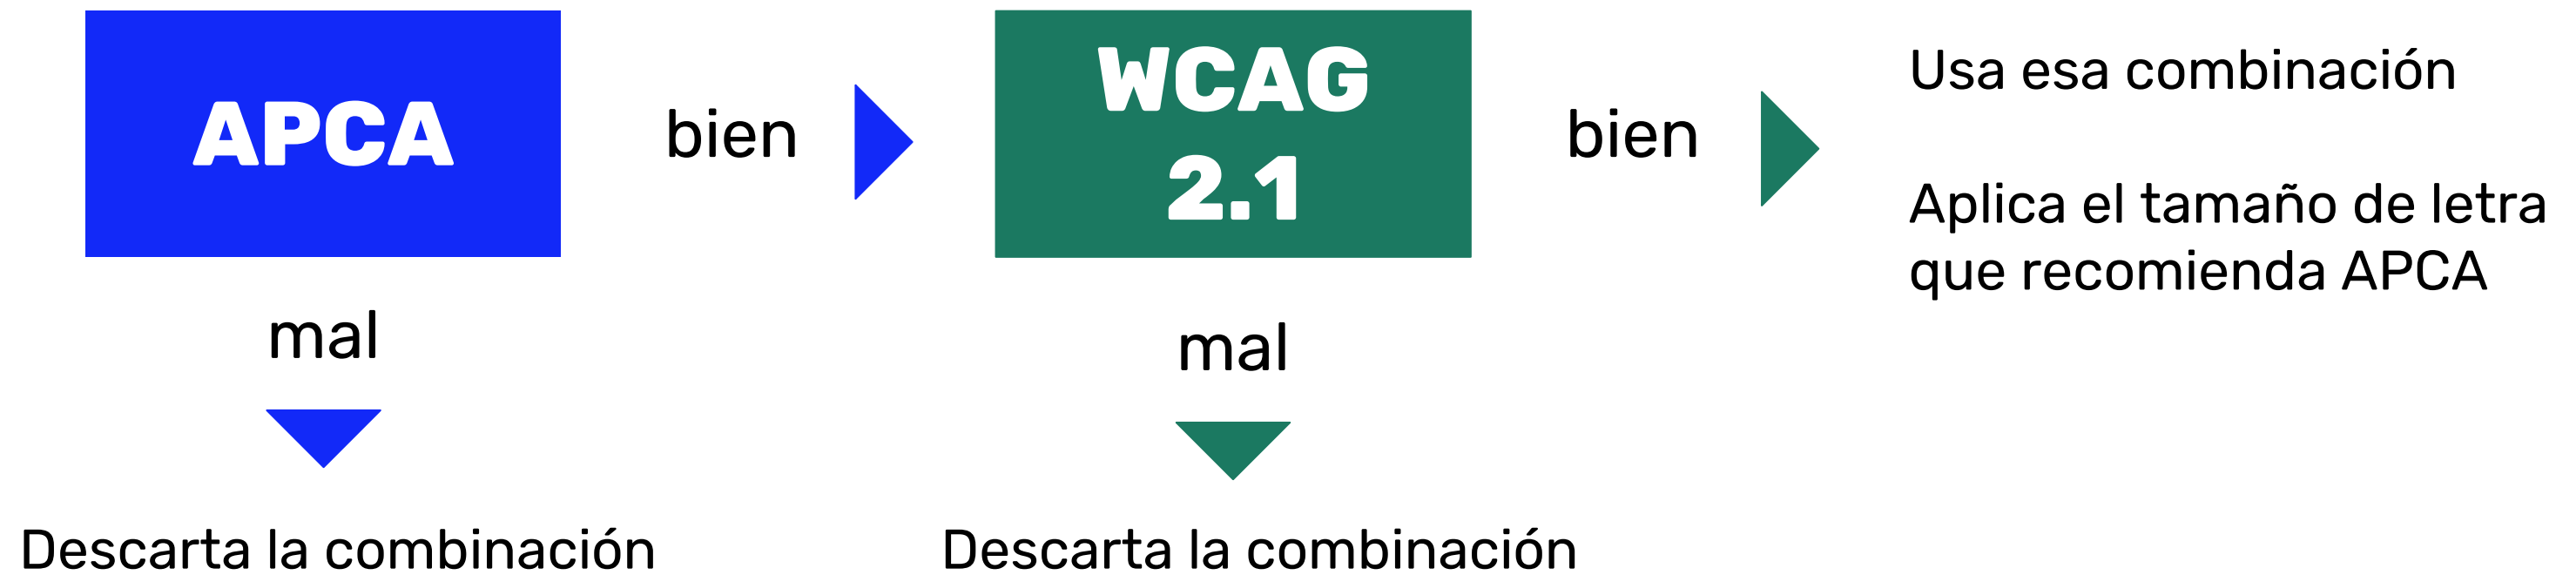 APCA
bien
WCAG
2.1
bien
Usa esa combinación
Aplica el tamaño de letra
que recomienda APCA
mal
mal
Descarta la combinación
Descarta la combinación